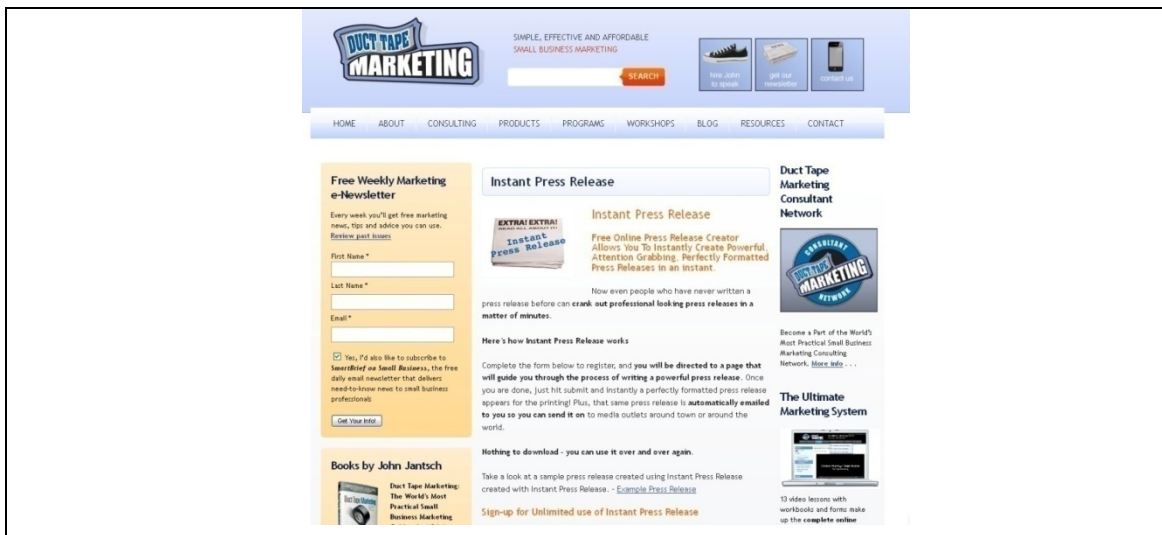 DUCT TAPE
MARKETING
SIMPLE, EFFECTIVE AND AFFORDABLE
SMALL BUSINESS MARKETING
SEARCH
hire John
to speak
get our
newsletter
contact us
HOME ABOUT CONSULTING PRODUCTS PROGRAMS WORKSHOPS BLOG RESOURCES CONTACT
Free Weekly Marketing
e-Newsletter
Every week you'll get free marketing
news, tips and advice you can use.
Review past issues
First Name *
Last Name *
Email *
Yes, I'd also like to subscribe to
SmartBrief on Small Business, the free
daily email newsletter that delivers
need-to-know news to small business
professionals
Get Your Info!
Books by John Jantsch
Duct Tape Marketing
Duct Tape Marketing:
The World's Most
Practical Small
Business Marketing
Instant Press Release
EXTRA! EXTRA!
READ ALL ABOUT IT!
Instant
Press Release
Instant Press Release
Free Online Press Release Creator
Allows You To Instantly Create Powerful,
Attention Grabbing, Perfectly Formatted
Press Releases in an instant.
Now even people who have never written a
press release before can crank out professional looking press releases in a
matter of minutes.
Here's how Instant Press Release works
Complete the form below to register, and you will be directed to a page that
will guide you through the process of writing a powerful press release. Once
you are done, just hit submit and instantly a perfectly formatted press release
appears for the printing! Plus, that same press release is automatically emailed
to you so you can send it on to media outlets around town or around the
world.
Nothing to download - you can use it over and over again.
Take a look at a sample press release created using Instant Press Release
created with Instant Press Release. - Example Press Release
Sign-up for Unlimited use of Instant Press Release
Duct Tape
Marketing
Consultant
Network
CONSULTANT
DUCT TAPE
MARKETING
NETWORK
Become a Part of the World's
Most Practical Small Business
Marketing Consulting
Network. More info . . .
The Ultimate
Marketing System
13 video lessons with
workbooks and forms make
up the complete online